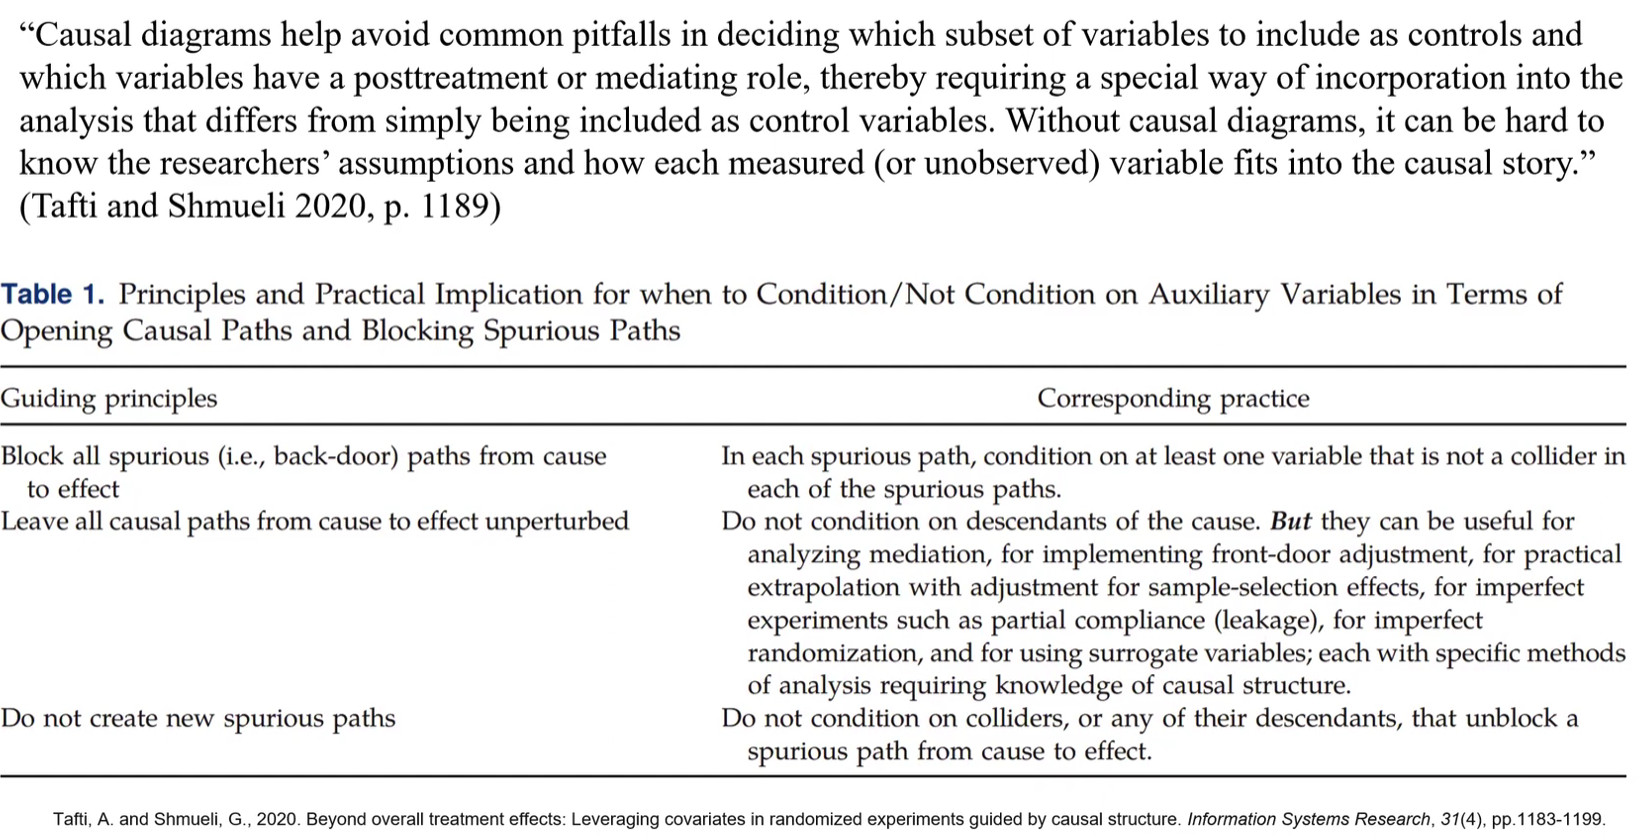 “Causal diagrams help avoid common pitfalls in deciding which subset of variables to include as controls and
which variables have a posttreatment or mediating role, thereby requiring a special way of incorporation into the
analysis that differs from simply being included as control variables. Without causal diagrams, it can be hard to
know the researchers’ assumptions and how each measured (or unobserved) variable fits into the causal story.”
(Tafti and Shmueli 2020, p. 1189)
Table 1. Principles and Practical Implication for when to Condition/Not Condition on Auxiliary Variables in Terms of
Opening Causal Paths and Blocking Spurious Paths
Guiding principles
Corresponding practice
Block all spurious (i.e., back-door) paths from cause
to effect
In each spurious path, condition on at least one variable that is not a collider in
each of the spurious paths.
Leave all causal paths from cause to effect unperturbed
Do not condition on descendants of the cause. But they can be useful for
analyzing mediation, for implementing front-door adjustment, for practical
extrapolation with adjustment for sample-selection effects, for imperfect
experiments such as partial compliance (leakage), for imperfect
randomization, and for using surrogate variables; each with specific methods
of analysis requiring knowledge of causal structure.
Do not create new spurious paths
Do not condition on colliders, or any of their descendants, that unblock a
spurious path from cause to effect.
Tafti, A. and Shmueli, G., 2020. Beyond overall treatment effects: Leveraging covariates in randomized experiments guided by causal structure. Information Systems Research, 31(4), pp.1183-1199.